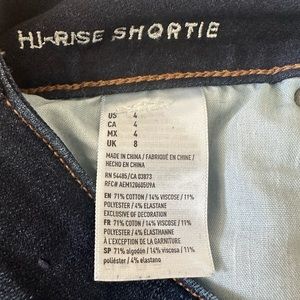 HI-RISE SHORTIE
US 4
CA 4
MX 4
UK 8
MADE IN CHINA / FABRIQUÉ EN CHINE /
HECHO EN CHINA
RN 54485/CA 03873
RFC# AEM120605U9A
EN 71% COTTON / 14% VISCOSE / 11%
POLYESTER / 4% ELASTANE
EXCLUSIVE OF DECORATION
FR 71% COTON / 14% VISCOSE / 11%
POLYESTER / 4% ÉLASTHANNE
À L'EXCEPTION DE LA GARNITURE
SP 71% algodón / 14% viscosa / 11%
poliéster / 4% elastano